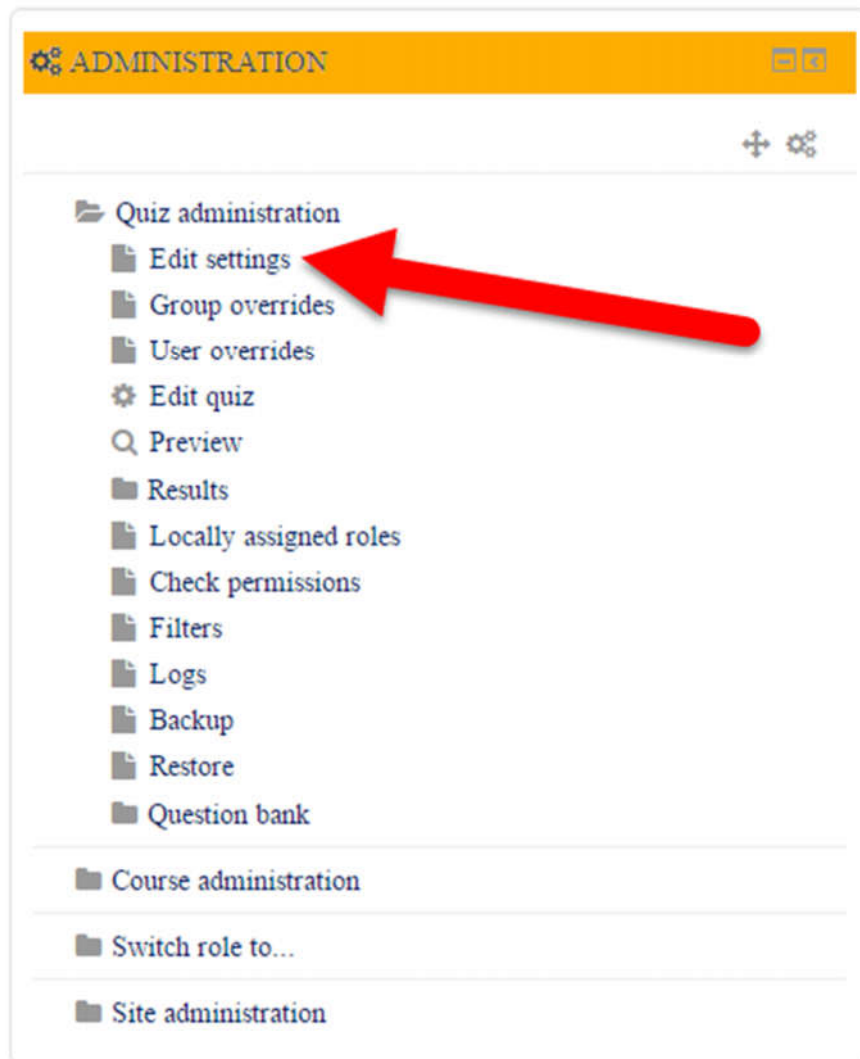 ADMINISTRATION
Quiz administration
Edit settings
Group overrides
User overrides
Edit quiz
Preview
Results
Locally assigned roles
Check permissions
Filters
Logs
Backup
Restore
Question bank
Course administration
Switch role to...
Site administration